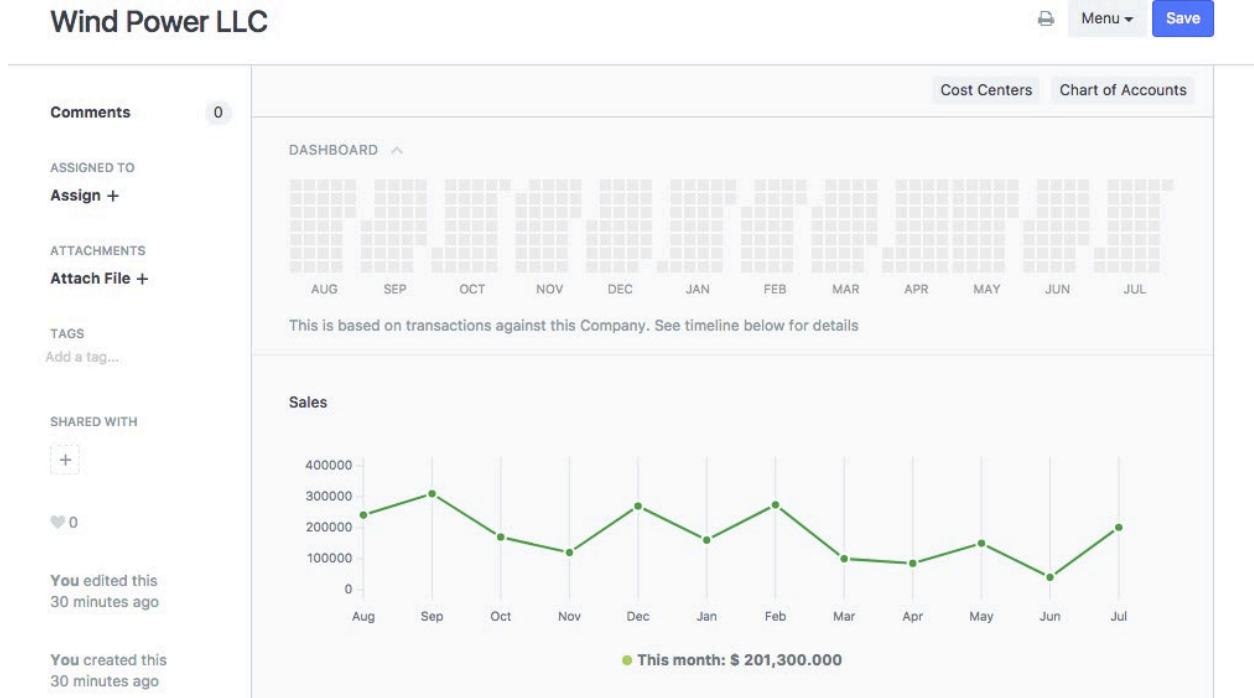 Wind Power LLC
Menu
Save
Comments
0
ASSIGNED TO
Assign +
ATTACHMENTS
Attach File +
TAGS
Add a tag...
SHARED WITH
+
0
You edited this
30 minutes ago
You created this
30 minutes ago
Cost Centers
Chart of Accounts
DASHBOARD
AUG SEP OCT NOV DEC JAN FEB MAR APR MAY JUN JUL
This is based on transactions against this Company. See timeline below for details
Sales
400000
300000
200000
100000
0
Aug Sep Oct Nov Dec Jan Feb Mar Apr May Jun Jul
This month: $ 201,300.000